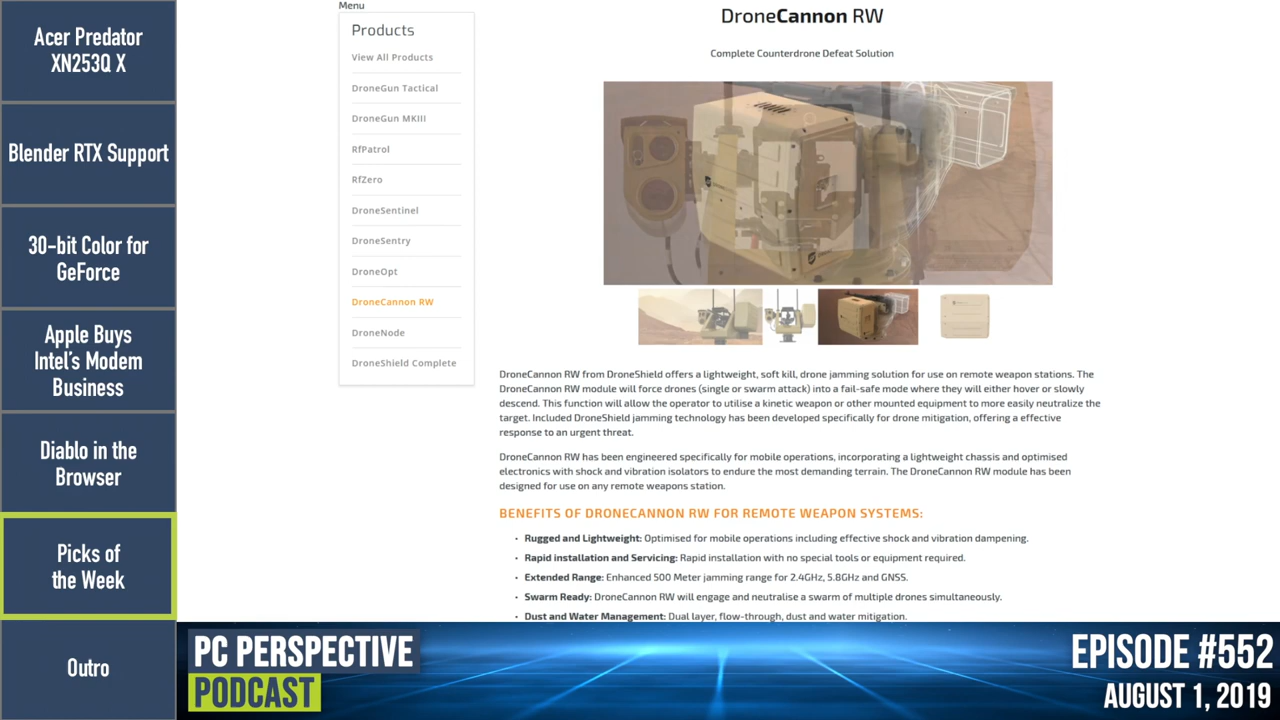 Acer Predator
XN253Q X
Blender RTX Support
30-bit Color for
GeForce
Apple Buys
Intel's Modem
Business
Diablo in the
Browser
Picks of
the Week
Outro
Menu
Products
View All Products
DroneGun Tactical
DroneGun MKIII
RfPatrol
RfZero
DroneSentinel
DroneSentry
DroneOpt
DroneCannon RW
DroneNode
DroneShield Complete
DroneCannon RW
Complete Counterdrone Defeat Solution
DroneCannon RW from DroneShield offers a lightweight, soft kill, drone jamming solution for use on remote weapon stations. The
DroneCannon RW module will force drones (single or swarm attack) into a fail-safe mode where they will either hover or slowly
descend. This function will allow the operator to utilise a kinetic weapon or other mounted equipment to more easily neutralize the
target. Included DroneShield jamming technology has been developed specifically for drone mitigation, offering a effective
response to an urgent threat.
DroneCannon RW has been engineered specifically for mobile operations, incorporating a lightweight chassis and optimised
electronics with shock and vibration isolators to endure the most demanding terrain. The DroneCannon RW module has been
designed for use on any remote weapons station.
BENEFITS OF DRONECANNON RW FOR REMOTE WEAPON SYSTEMS:
• Rugged and Lightweight: Optimised for mobile operations including effective shock and vibration dampening.
• Rapid installation and Servicing: Rapid installation with no special tools or equipment required.
• Extended Range: Enhanced 500 Meter jamming range for 2.4GHz, 5.8GHz and GNSS.
• Swarm Ready: DroneCannon RW will engage and neutralise a swarm of multiple drones simultaneously.
• Dust and Water Management: Dual layer, flow-through, dust and water mitigation.
PC PERSPECTIVE
PODCAST
EPISODE #552
AUGUST 1, 2019